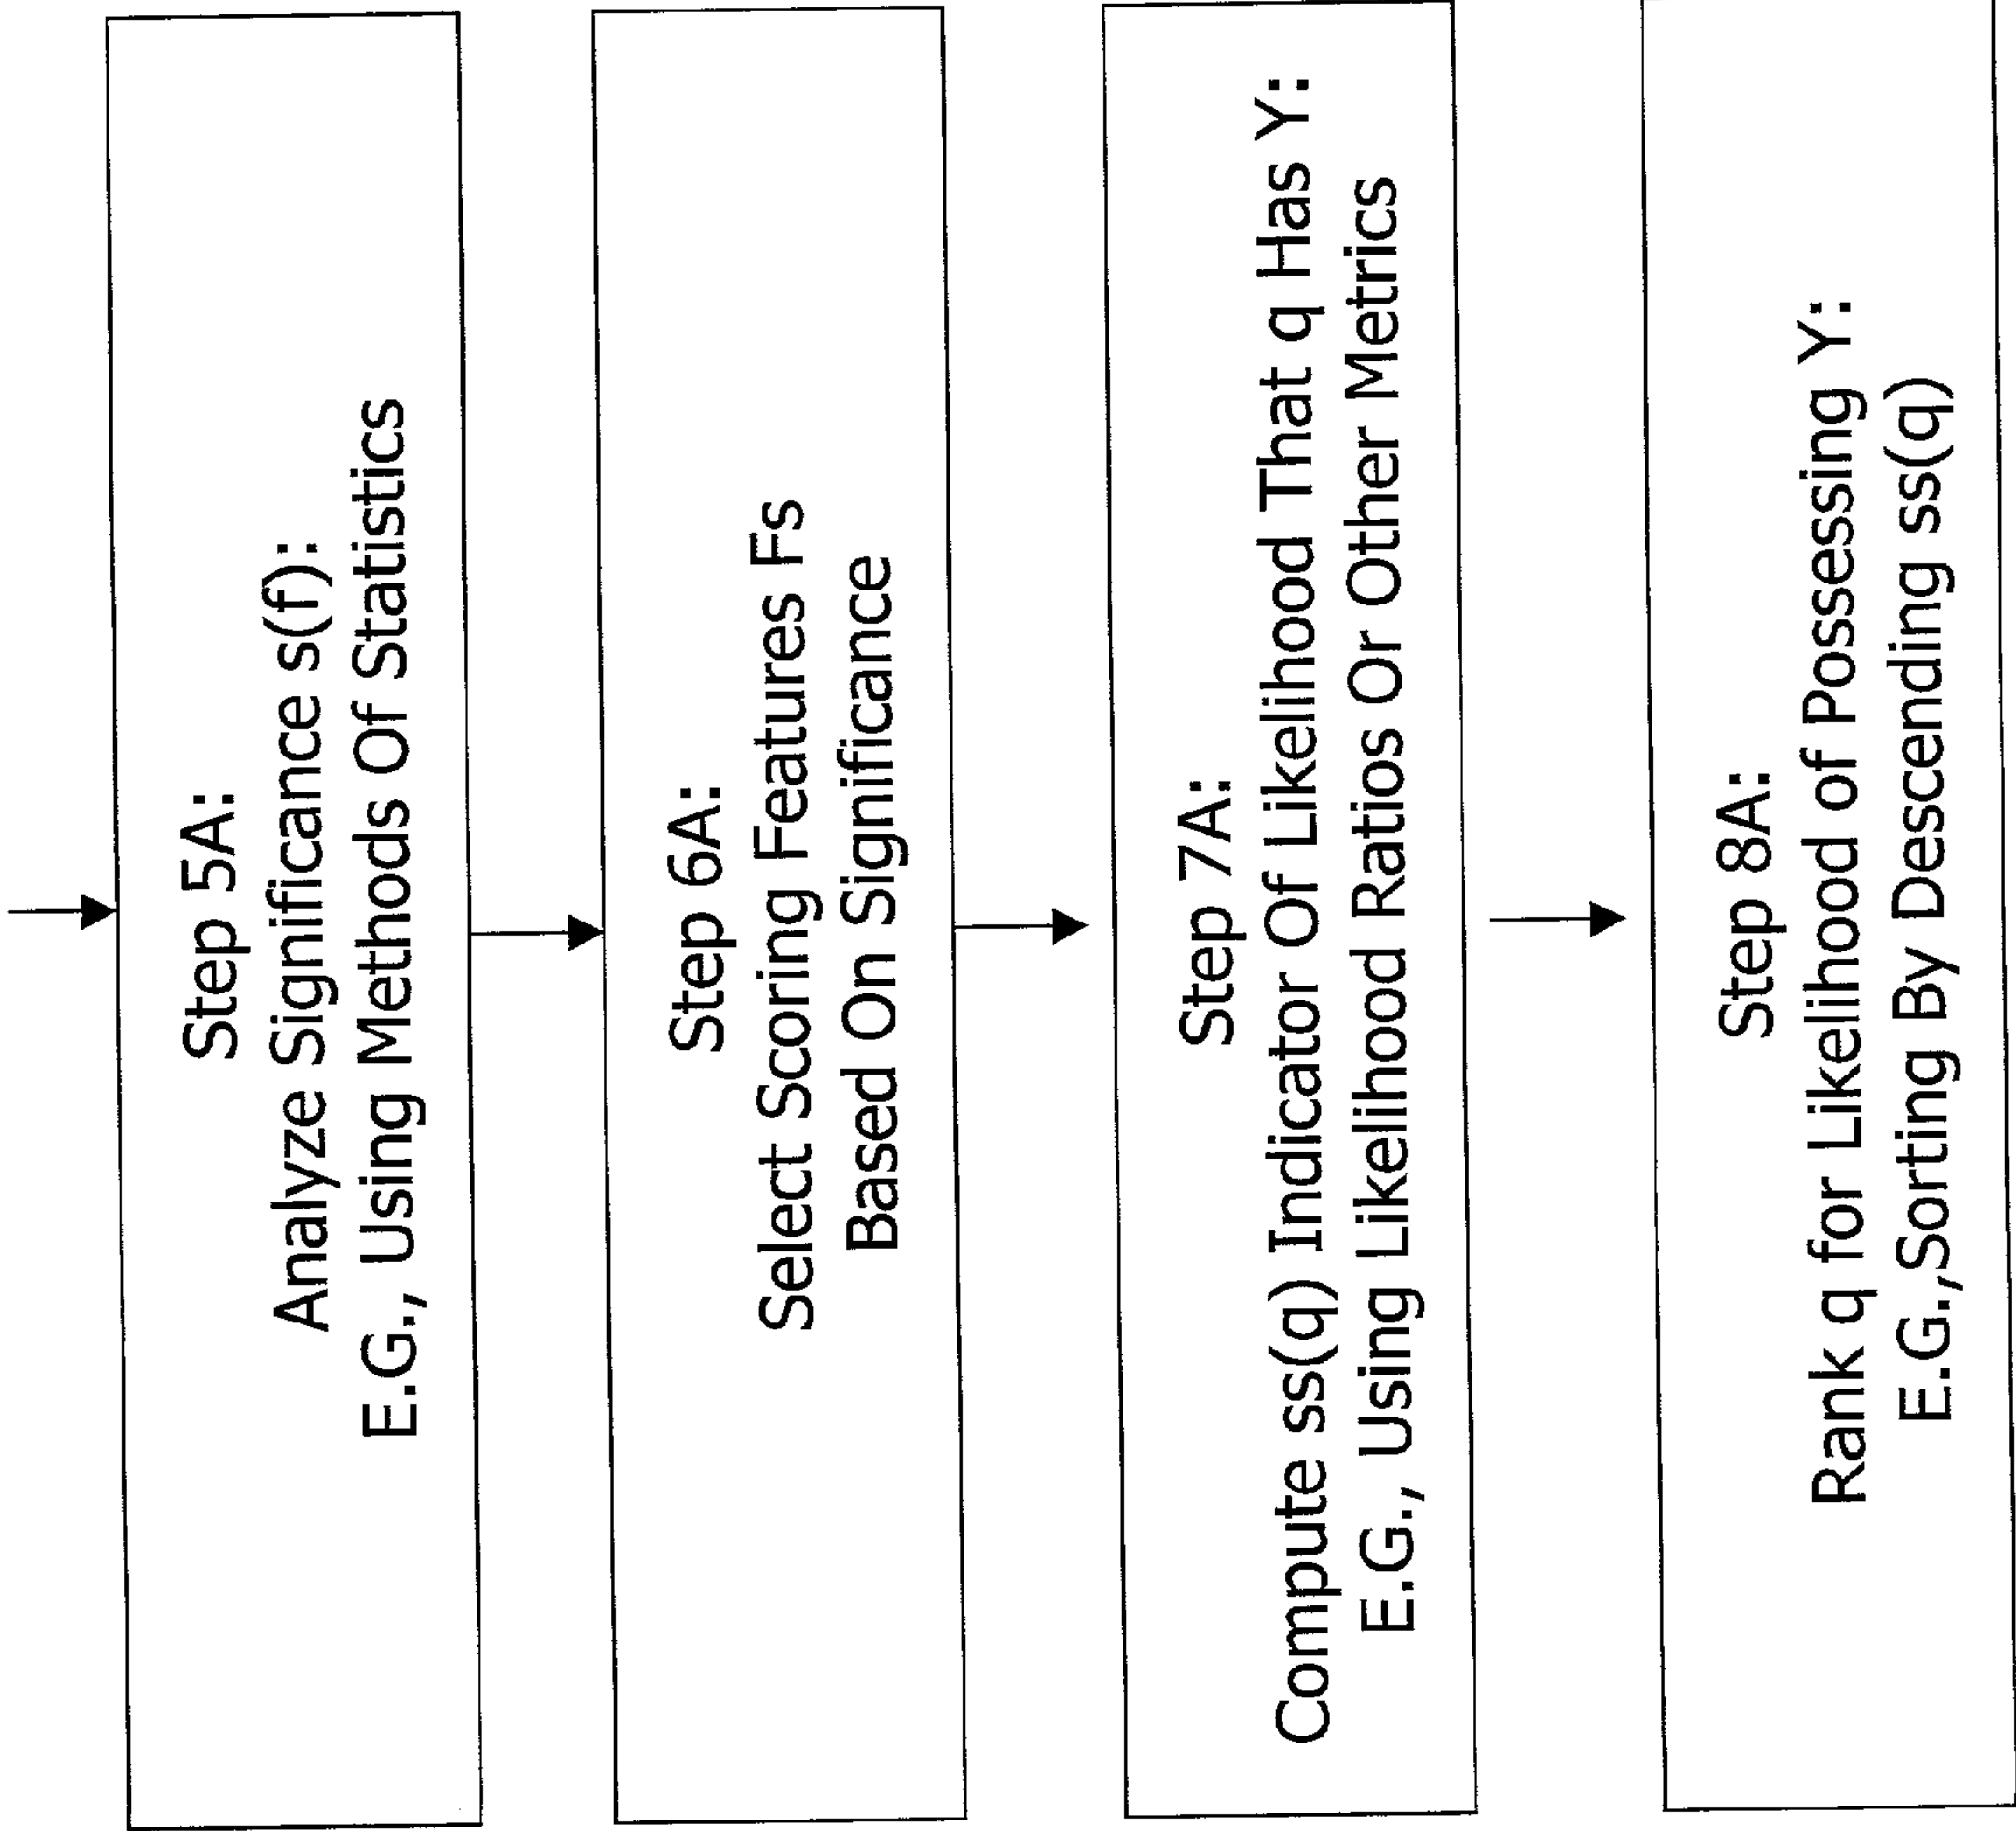 Step 5A:
Analyze Significance s(f):
E.G., Using Methods Of Statistics
Step 6A:
Select Scoring Features Fs
Based On Significance
Step 7A:
Compute ss(q) Indicator Of Likelihood That q Has Y:
E.G., Using Likelihood Ratios Or Other Metrics
Step 8A:
Rank q for Likelihood of Possessing Y:
E.G.,Sorting By Descending ss(q)